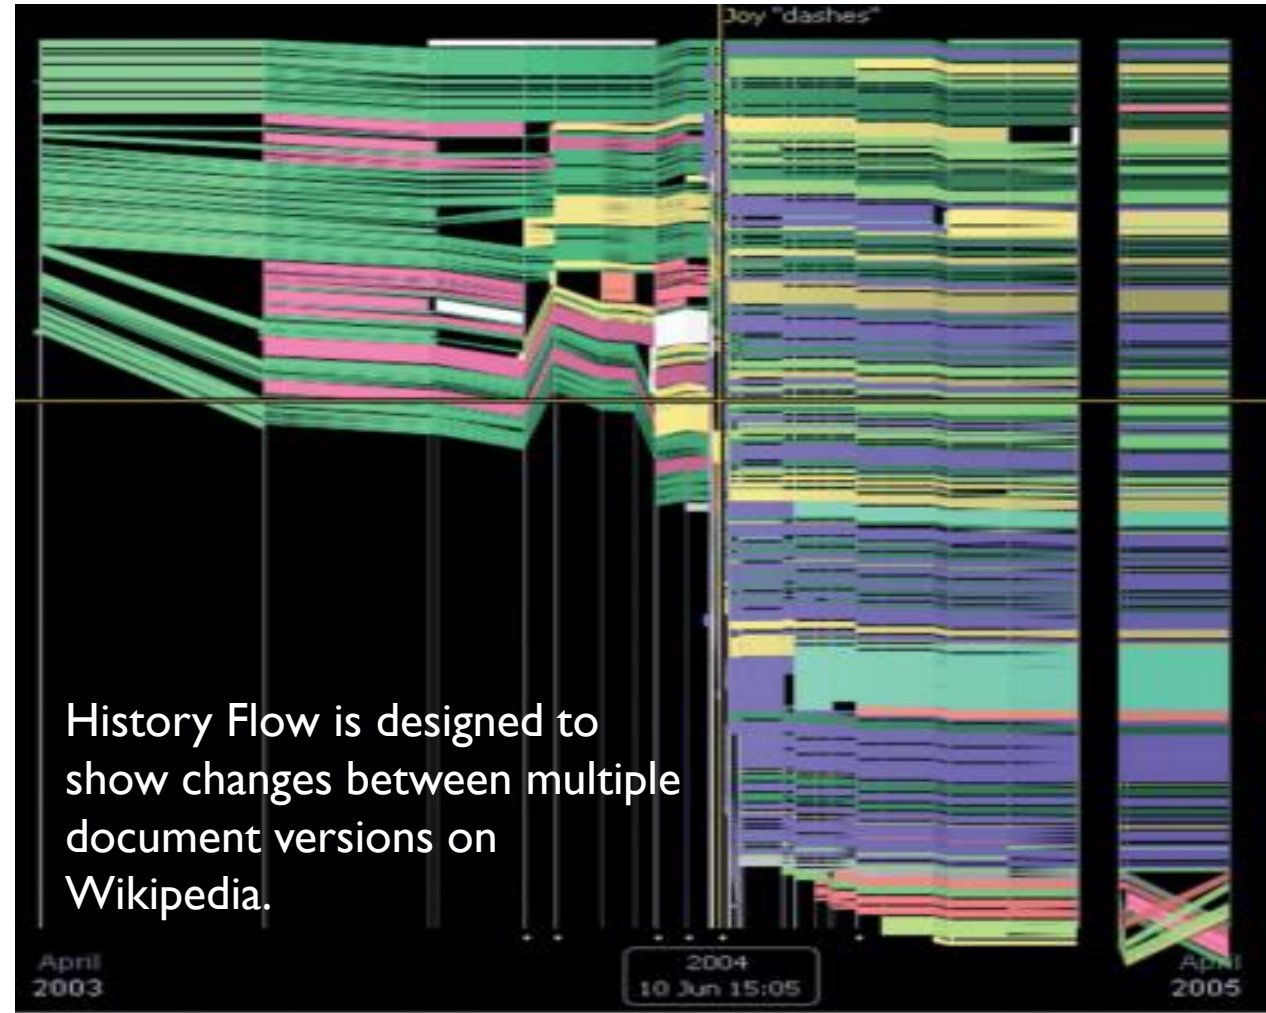 Joy "dashes"
History Flow is designed to
show changes between multiple
document versions on
Wikipedia.
April
2003
2004
10 Jun 15:05
April
2005